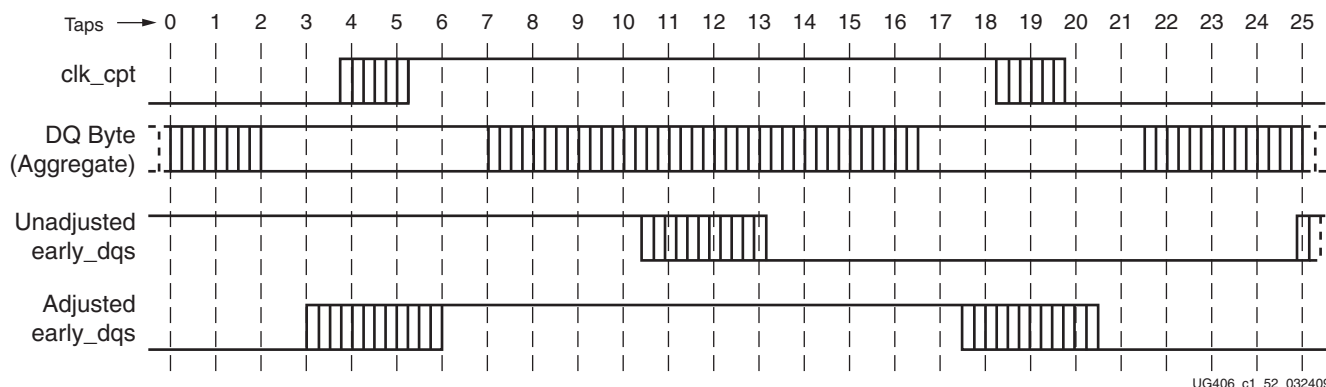 Taps 0 1 2 3 4 5 6 7 8 9 10 11 12 13 14 15 16 17 18 19 20 21 22 23 24 25
clk_cpt
DQ Byte
(Aggregate)
Unadjusted
early_dqs
Adjusted
early_dqs
UG406_c1_52_032409